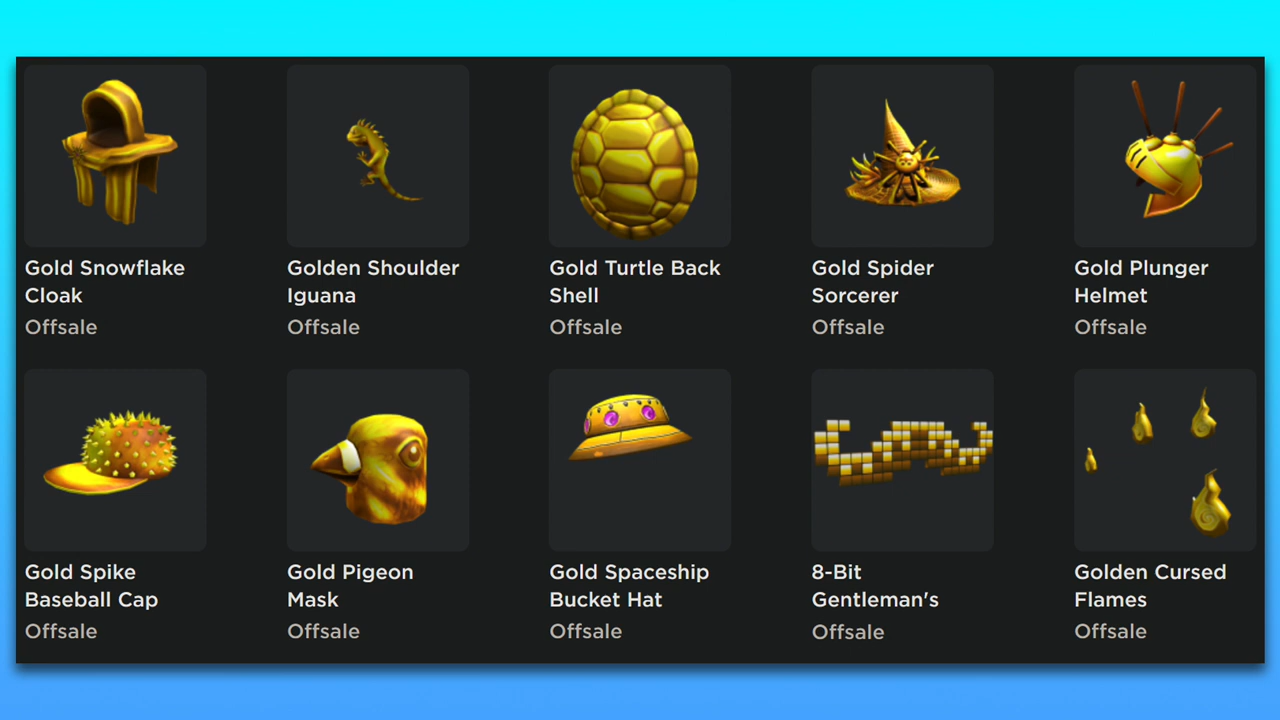 Gold Snowflake
Cloak
Offsale
Golden Shoulder
Iguana
Offsale
Gold Turtle Back
Shell
Offsale
Gold Spider
Sorcerer
Offsale
Gold Plunger
Helmet
Offsale
Gold Spike
Baseball Cap
Offsale
Gold Pigeon
Mask
Offsale
Gold Spaceship
Bucket Hat
Offsale
8-Bit
Gentleman's
Offsale
Golden Cursed
Flames
Offsale